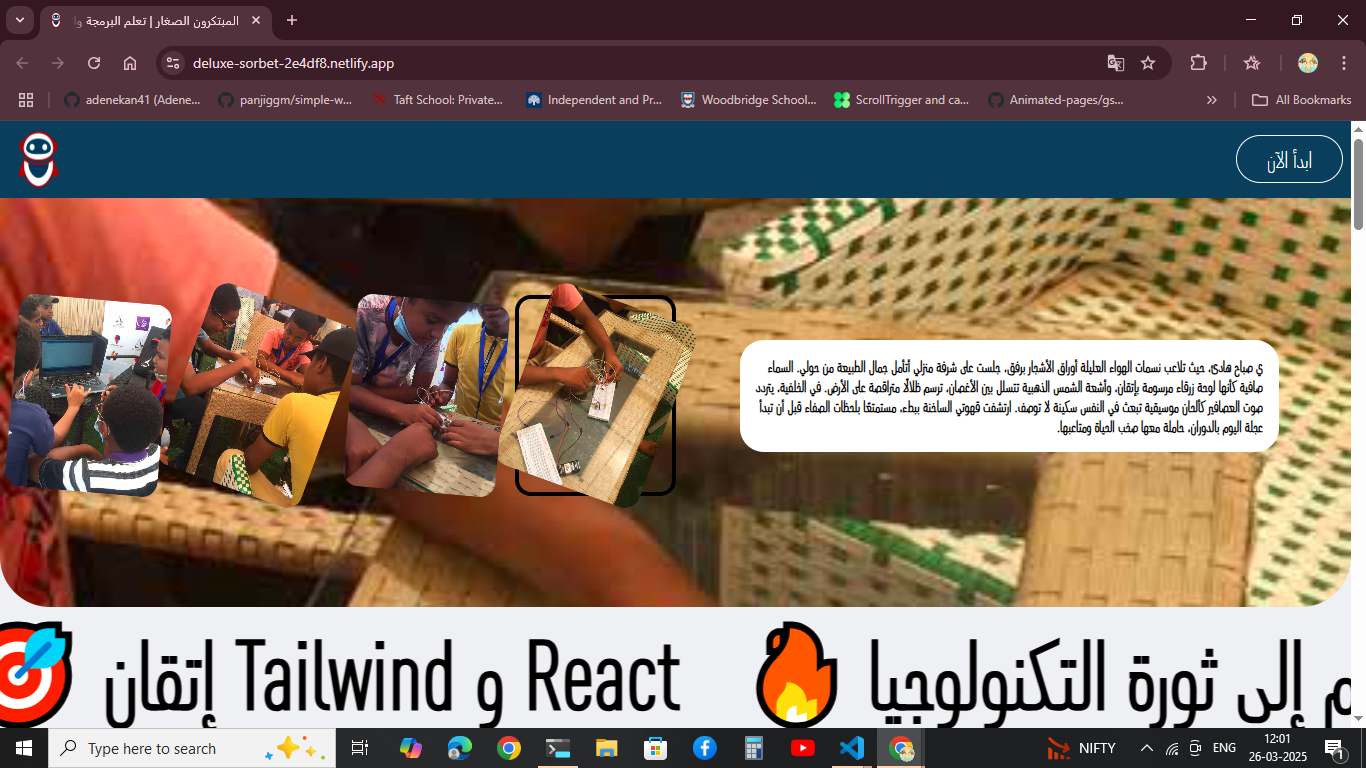 المبتكرون الصغار | تعلم البرمجة وا
deluxe-sorbet-2e4df8.netlify.app
adenekan41 (Adene...
panjiggm/simple-w...
Taft School: Private...
Independent and Pr...
Woodbridge School...
ScrollTrigger and ca...
Animated-pages/gs...
All Bookmarks
ابدأ الآن
ي صباح هادئ، حيث تلاعب نسمات الهواء العليلة أوراق الأشجار برفق، جلست على شرفة منزلي أتأمل جمال الطبيعة من حولي. السماء
صافية كأنها لوحة زرقاء مرسومة بإتقان، وأشعة الشمس الذهبية تتسلل بين الأغصان، ترسم ظلالًا متراقصة على الأرض. في الخلفية، يتردد
صوت العصافير كألحان موسيقية تبعث في النفس سكينة لا توصف. ارتشفت قهوتي الساخنة ببطء، مستمتعًا بلحظات الصفاء قبل أن تبدأ
عجلة اليوم بالدوران، حاملة معها صخب الحياة ومتاعبها.
م إلى ثورة التكنولوجيا 🔥 React و Tailwind إتقان 🎯
Type here to search
NIFTY
ENG
12:01
26-03-2025
1